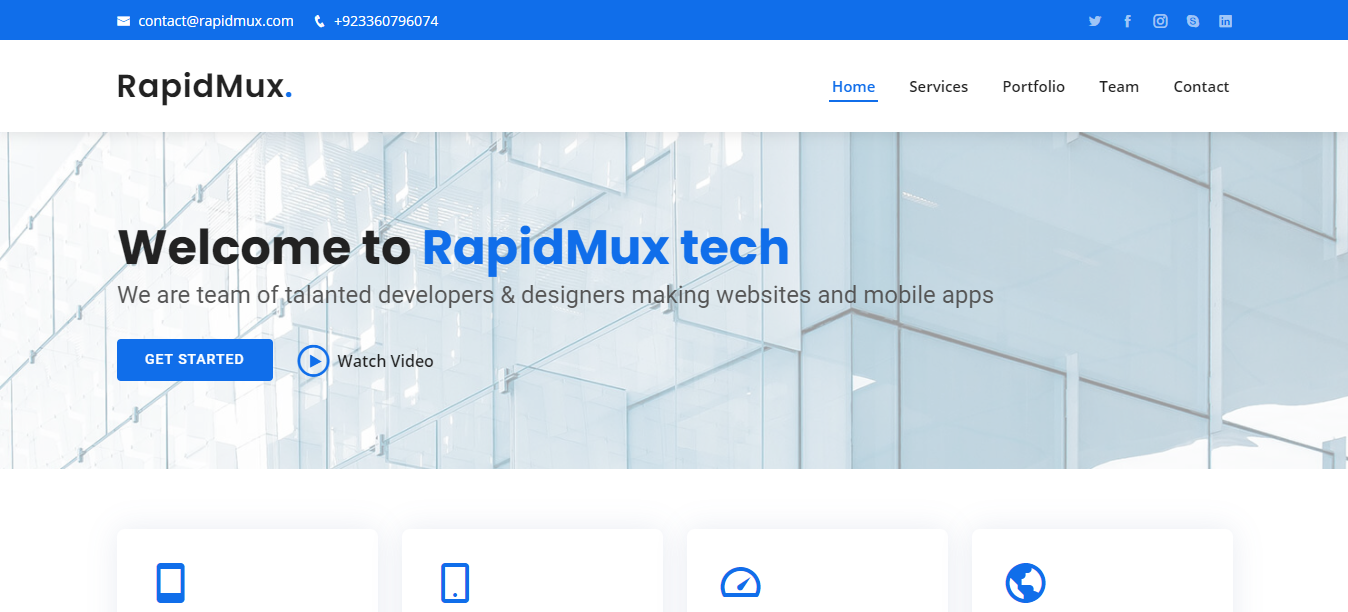 contact@rapidmux.com +923360796074
RapidMux.
Home Services Portfolio Team Contact
Welcome to RapidMux tech
We are team of talanted developers & designers making websites and mobile apps
GET STARTED Watch Video